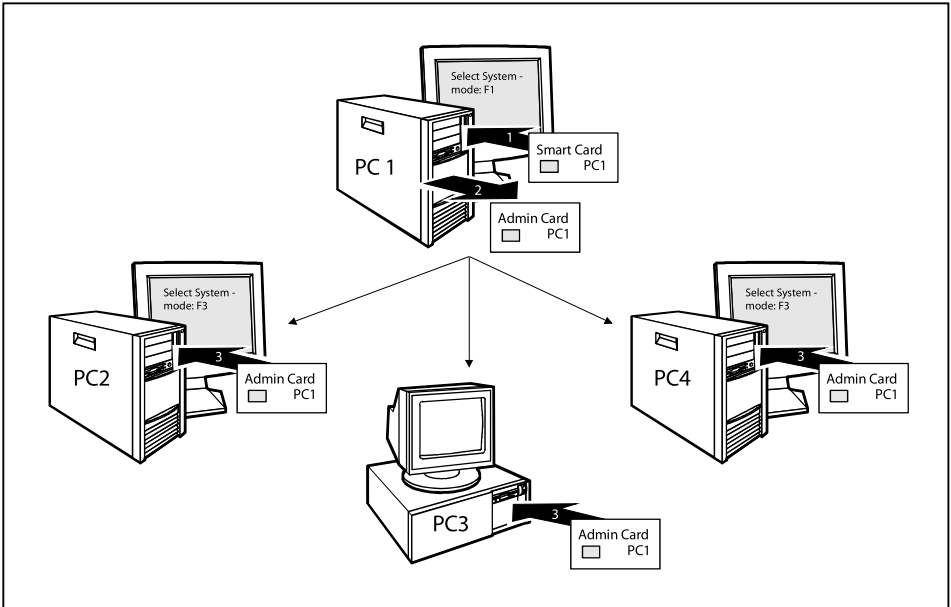 Select System -
mode: F1
1
Smart Card
PC1
PC 1
2
Admin Card
PC1
Select System -
mode: F3
3
PC2
Admin Card
PC1
Select System -
mode: F3
3
PC4
Admin Card
PC1
PC3
3
Admin Card
PC1